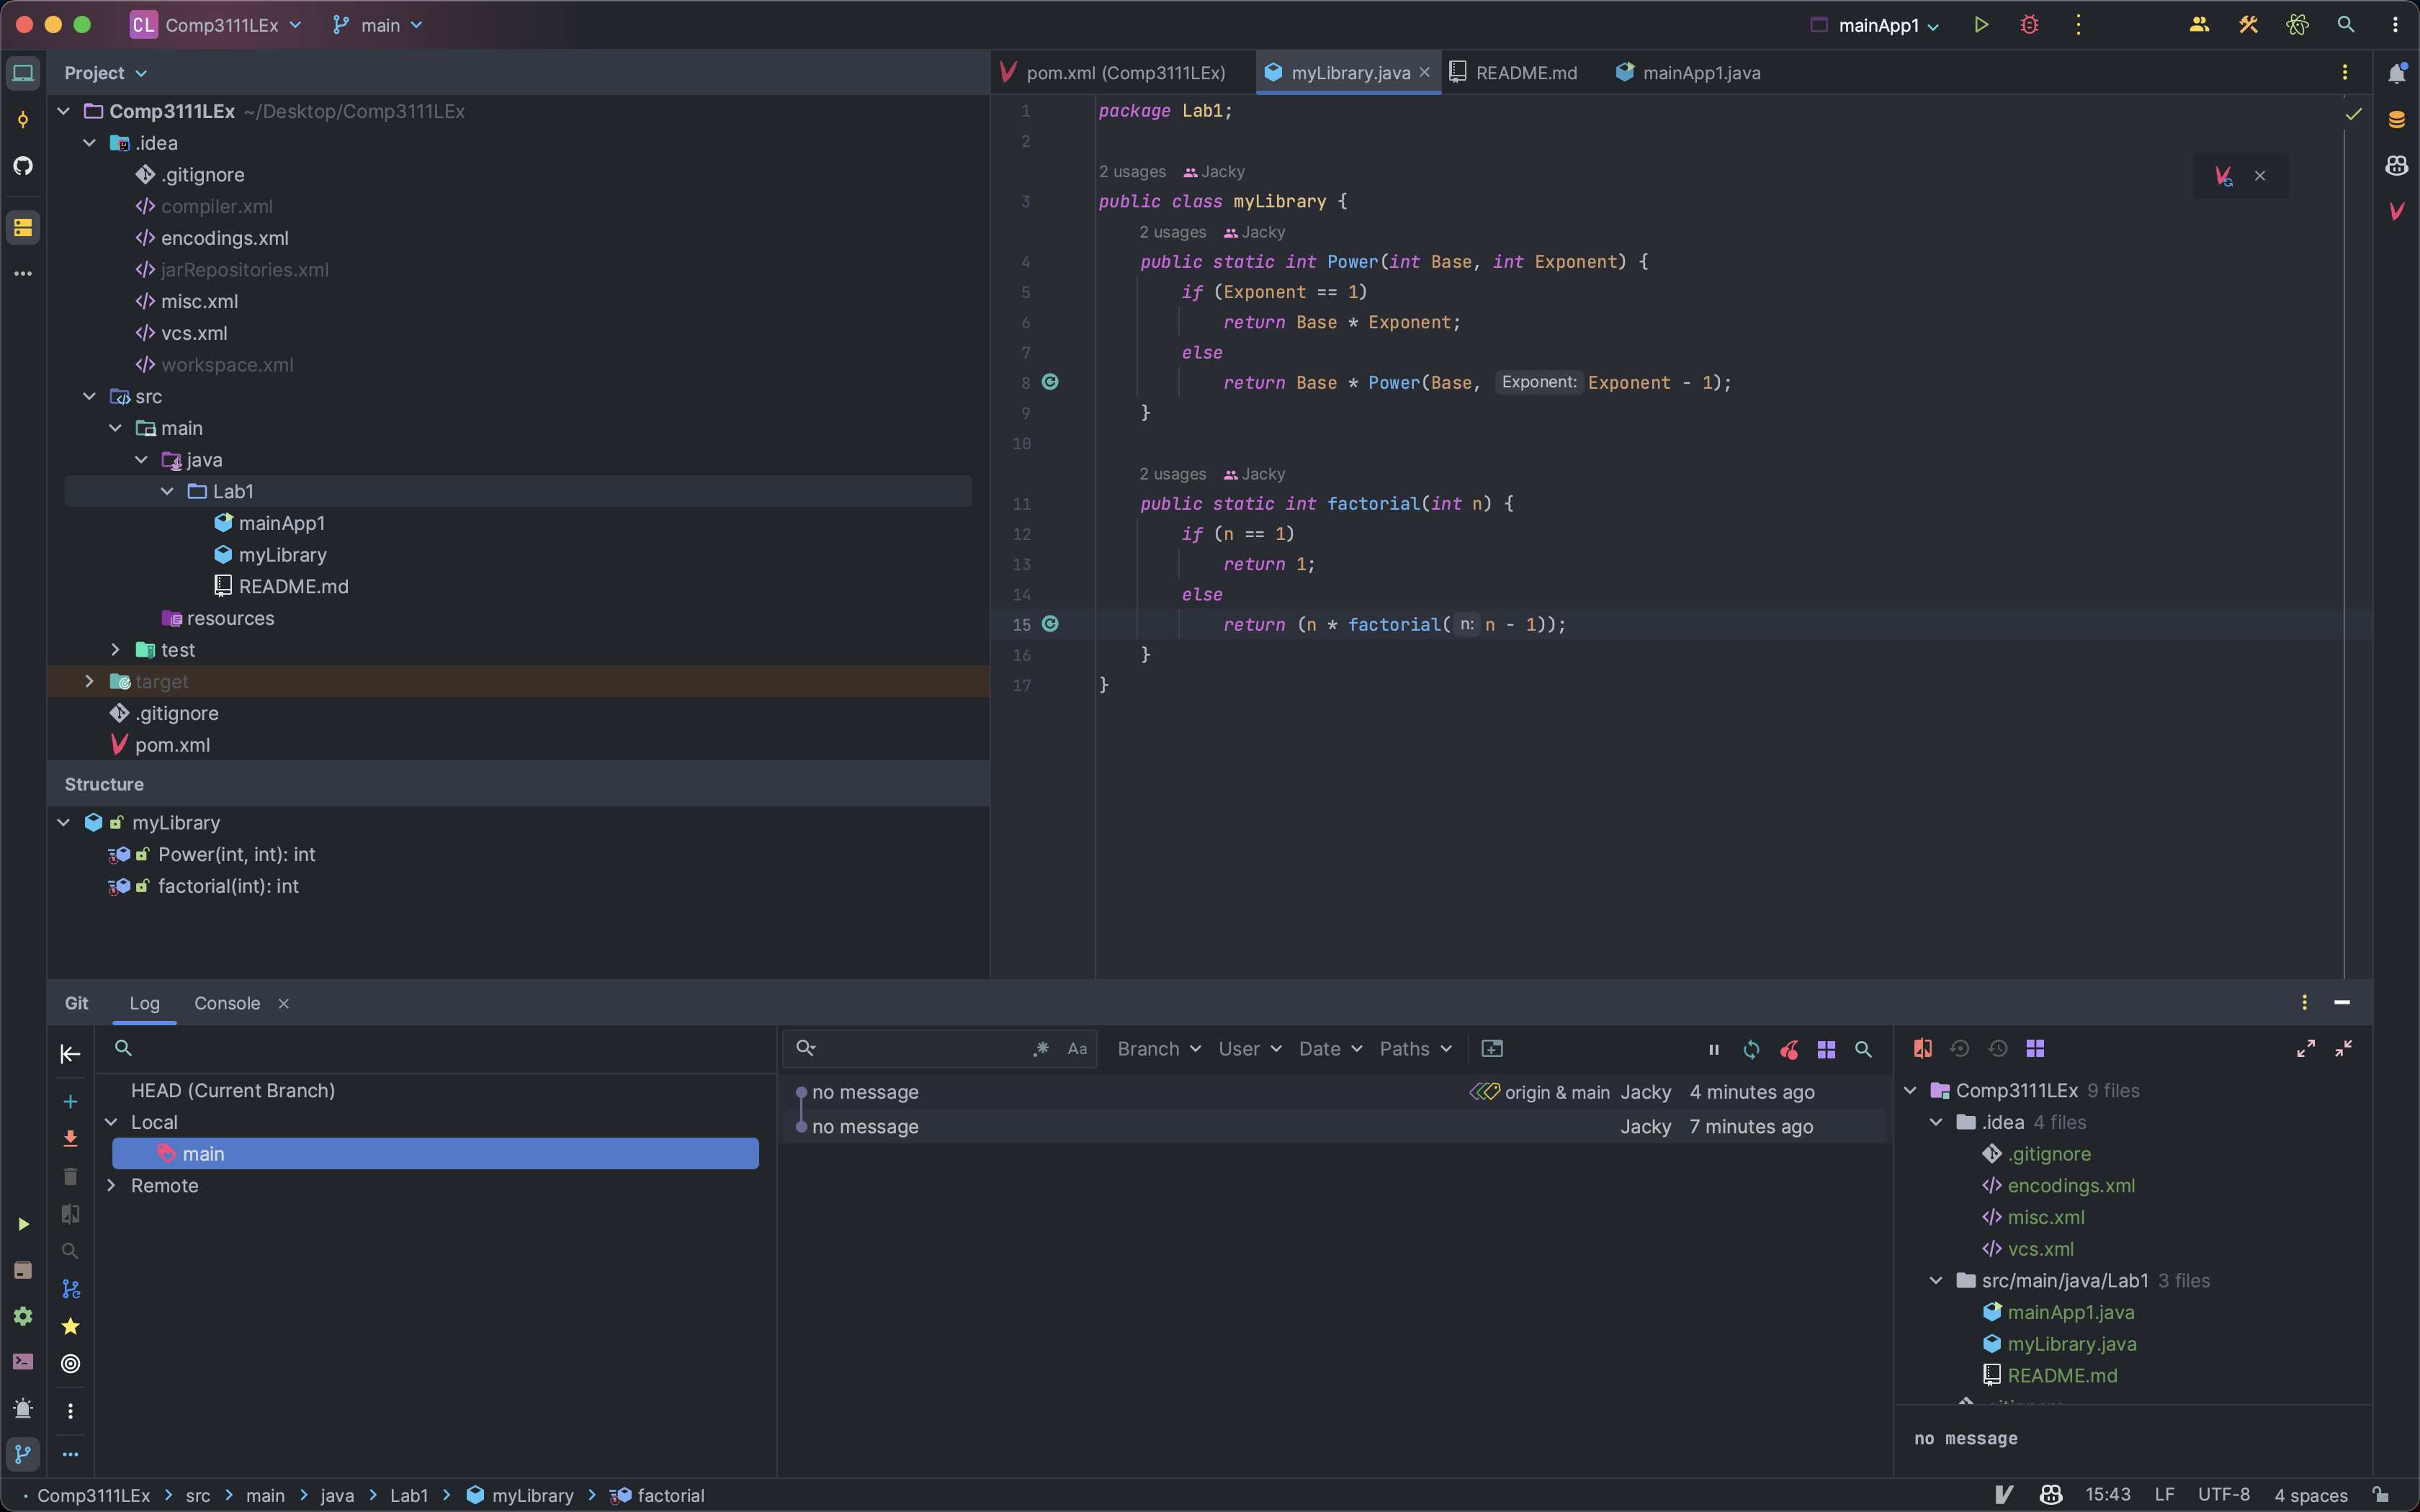 CL Comp3111LEx main mainApp1
Project
Comp3111LEx ~/Desktop/Comp3111LEx
.idea
.gitignore
compiler.xml
encodings.xml
jarRepositories.xml
misc.xml
vcs.xml
workspace.xml
src
main
java
Lab1
mainApp1
myLibrary
README.md
resources
test
target
.gitignore
pom.xml
Structure
myLibrary
Power(int, int): int
factorial(int): int
pom.xml (Comp3111LEx) myLibrary.java README.md mainApp1.java
1 package Lab1;
2
2 usages Jacky
3 public class myLibrary {
2 usages Jacky
4 public static int Power(int Base, int Exponent) {
5 if (Exponent == 1)
6 return Base * Exponent;
7 else
8 return Base * Power(Base, Exponent: Exponent - 1);
9 }
10
2 usages Jacky
11 public static int factorial(int n) {
12 if (n == 1)
13 return 1;
14 else
15 return (n * factorial( n: n - 1));
16 }
17 }
Git Log Console
HEAD (Current Branch)
Local
main
Remote
.* Aa Branch User Date Paths
no message origin & main Jacky 4 minutes ago
no message Jacky 7 minutes ago
Comp3111LEx 9 files
.idea 4 files
.gitignore
encodings.xml
misc.xml
vcs.xml
src/main/java/Lab1 3 files
mainApp1.java
myLibrary.java
README.md
no message
Comp3111LEx > src > main > java > Lab1 > myLibrary > factorial 15:43 LF UTF-8 4 spaces